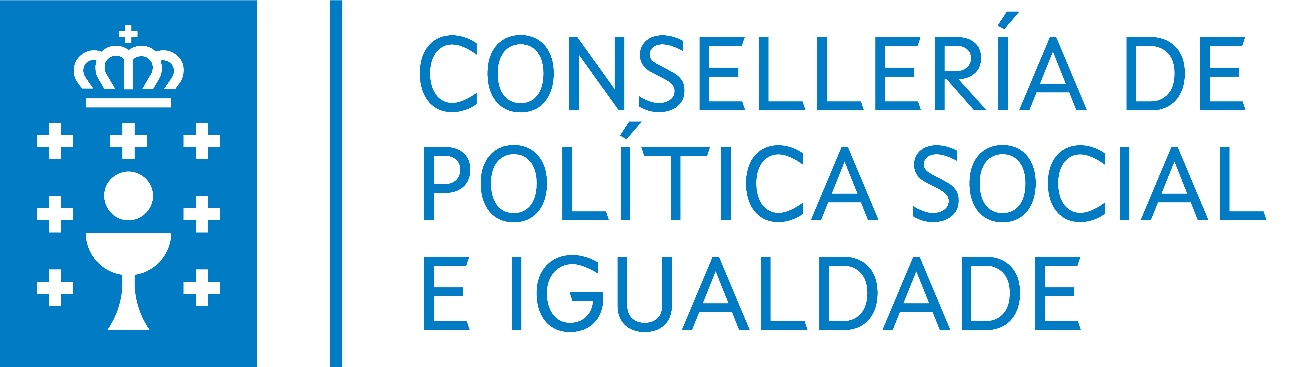 CONSELLERÍA DE
POLÍTICA SOCIAL
E IGUALDADE